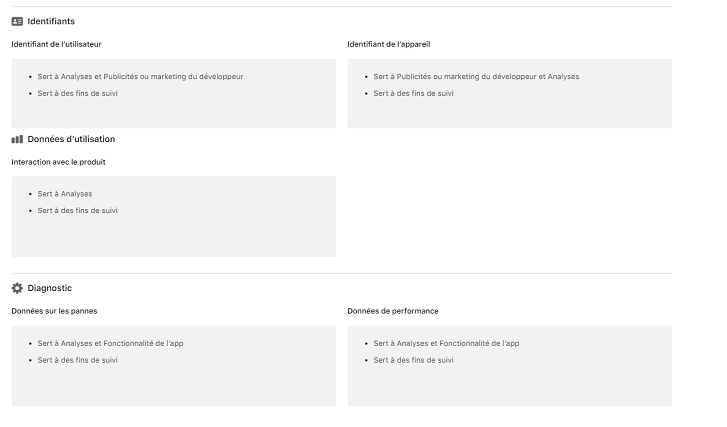 Identifiants
Identifiant de l'utilisateur
Identifiant de l'appareil
• Sert à Analyses et Publicités ou marketing du développeur
• Sert à des fins de suivi
• Sert à Publicités ou marketing du développeur et Analyses
• Sert à des fins de suivi
Données d'utilisation
Interaction avec le produit
• Sert à Analyses
• Sert à des fins de suivi
Diagnostic
Données sur les pannes
Données de performance
• Sert à Analyses et Fonctionnalité de l'app
• Sert à des fins de suivi
• Sert à Analyses et Fonctionnalité de l'app
• Sert à des fins de suivi